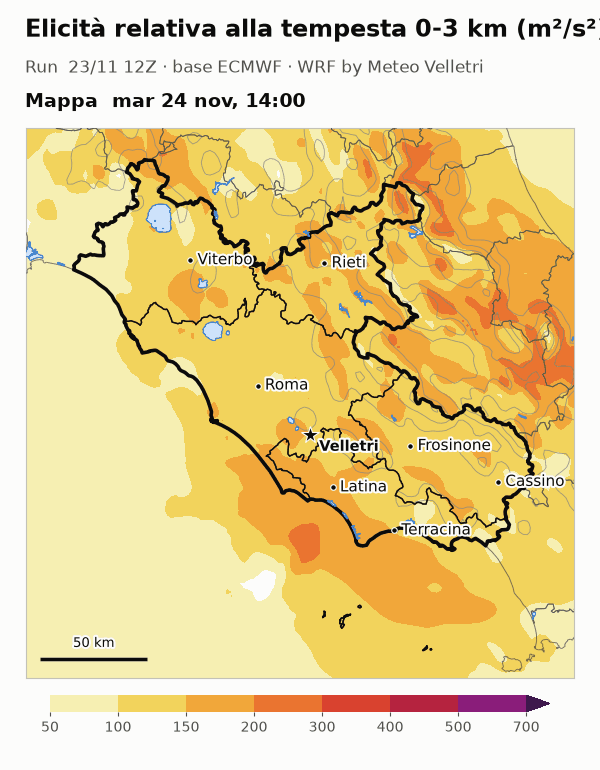 Elicità relativa alla tempesta 0-3 km (m²/s²)
Run  23/11 12Z · base ECMWF · WRF by Meteo Velletri
Mappa  mar 24 nov, 14:00
Viterbo
Rieti
Roma
Velletri
Frosinone
Cassino
Latina
Terracina
50 km
50 100 150 200 300 400 500 700